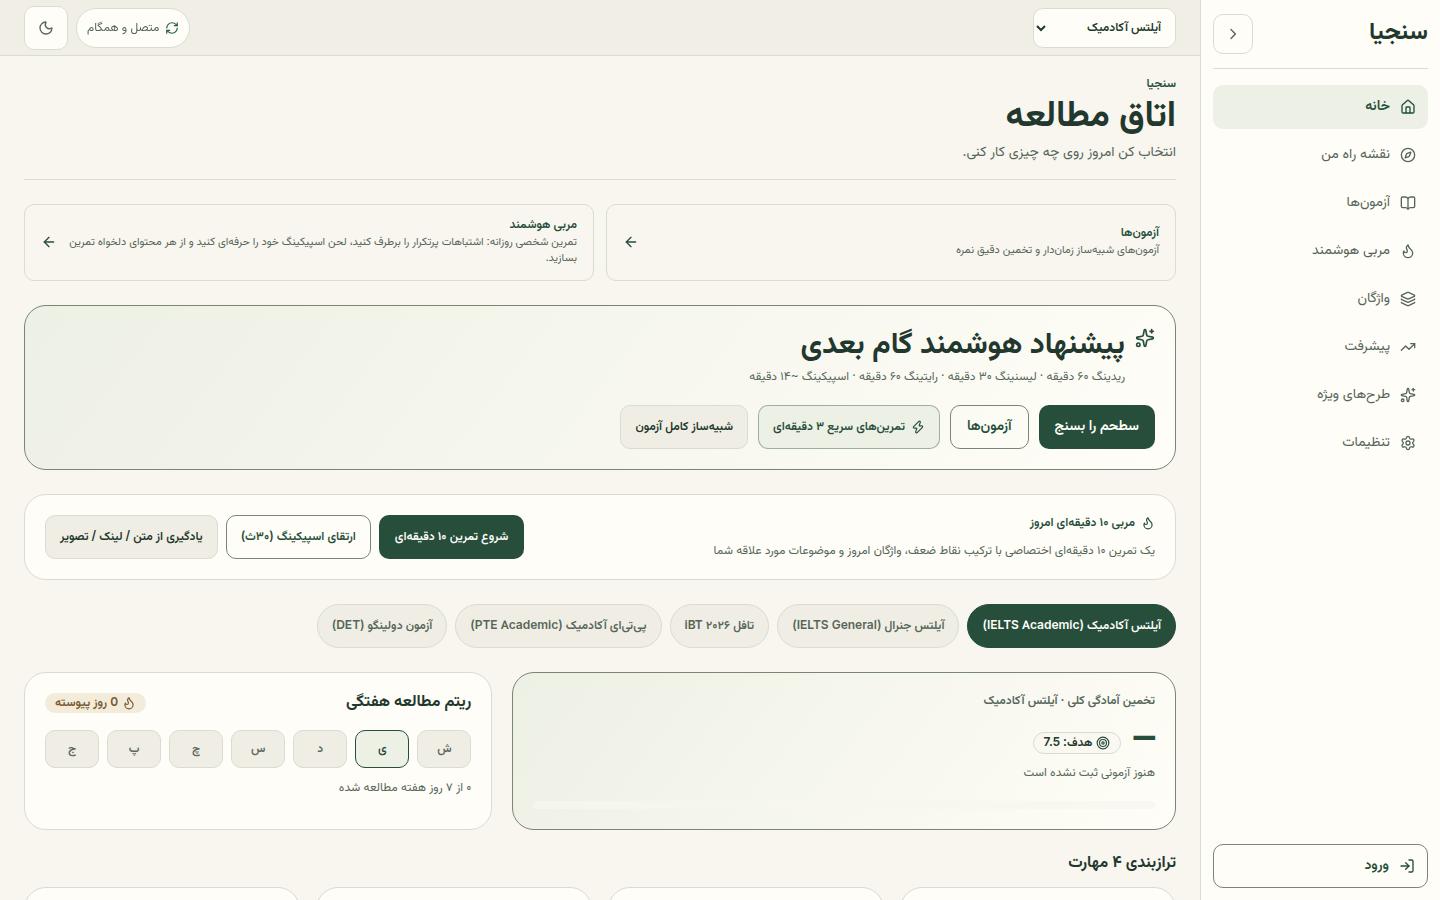 سنجیا
خانه
نقشه راه من
آزمون‌ها
مربی هوشمند
واژگان
پیشرفت
طرح‌های ویژه
تنظیمات
ورود
آیلتس آکادمیک
متصل و همگام
سنجیا
اتاق مطالعه
انتخاب کن امروز روی چه چیزی کار کنی.
آزمون‌ها
آزمون‌های شبیه‌ساز زمان‌دار و تخمین دقیق نمره
مربی هوشمند
تمرین شخصی روزانه: اشتباهات پرتکرار را برطرف کنید، لحن اسپیکینگ خود را حرفه‌ای کنید و از هر محتوای دلخواه تمرین
بسازید.
پیشنهاد هوشمند گام بعدی
ریدینگ ۶۰ دقیقه · لیسنینگ ۳۰ دقیقه · رایتینگ ۶۰ دقیقه · اسپیکینگ ~۱۴ دقیقه
سطحم را بسنج
آزمون‌ها
تمرین‌های سریع ۳ دقیقه‌ای
شبیه‌ساز کامل آزمون
مربی ۱۰ دقیقه‌ای امروز
یک تمرین ۱۰ دقیقه‌ای اختصاصی با ترکیب نقاط ضعف، واژگان امروز و موضوعات مورد علاقه شما
شروع تمرین ۱۰ دقیقه‌ای
ارتقای اسپیکینگ (۳۰ث)
یادگیری از متن / لینک / تصویر
آیلتس آکادمیک (IELTS Academic)
آیلتس جنرال (IELTS General)
تافل IBT ۲۰۲۶
پی‌تی‌ای آکادمیک (PTE Academic)
آزمون دولینگو (DET)
تخمین آمادگی کلی · آیلتس آکادمیک
—
هدف: 7.5
هنوز آزمونی ثبت نشده است
ریتم مطالعه هفتگی
0 روز پیوسته
ش
ی
د
س
چ
پ
ج
۰ از ۷ روز هفته مطالعه شده
ترازبندی ۴ مهارت